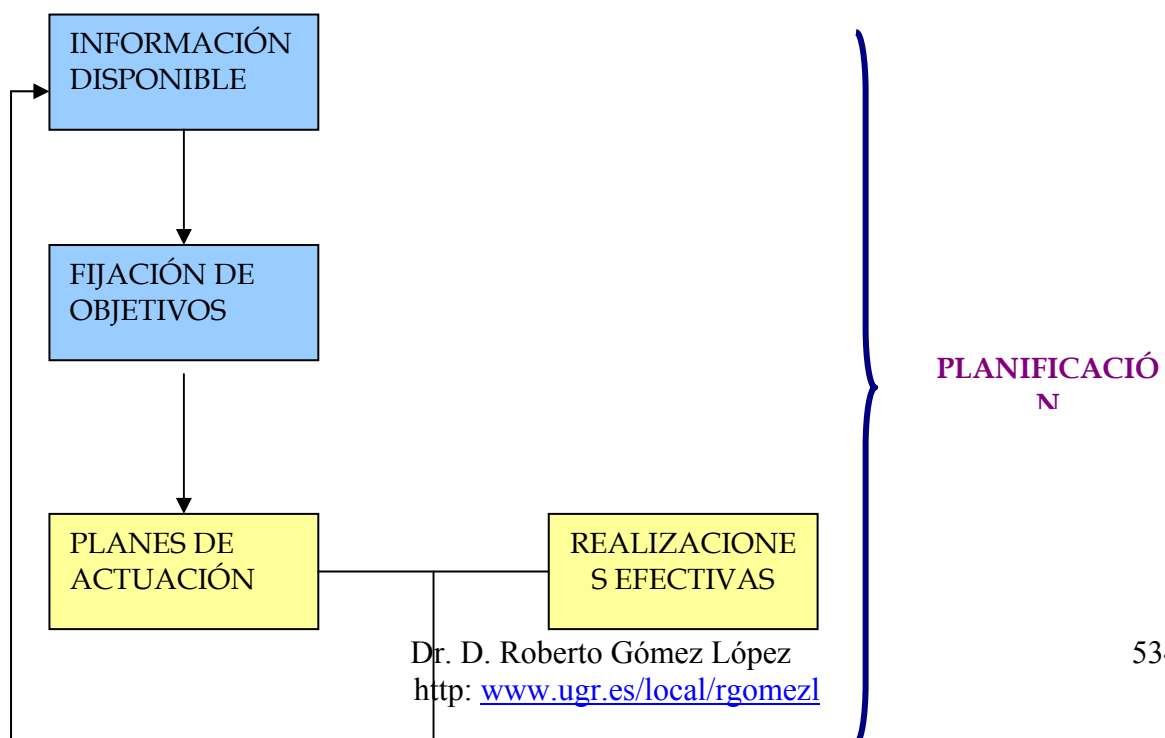 INFORMACIÓN
DISPONIBLE
FIJACIÓN DE
OBJETIVOS
PLANIFICACIÓ
N
PLANES DE
ACTUACIÓN
REALIZACIONE
S EFECTIVAS
Dr. D. Roberto Gómez López
534
http: www.ugr.es/local/rgomezl